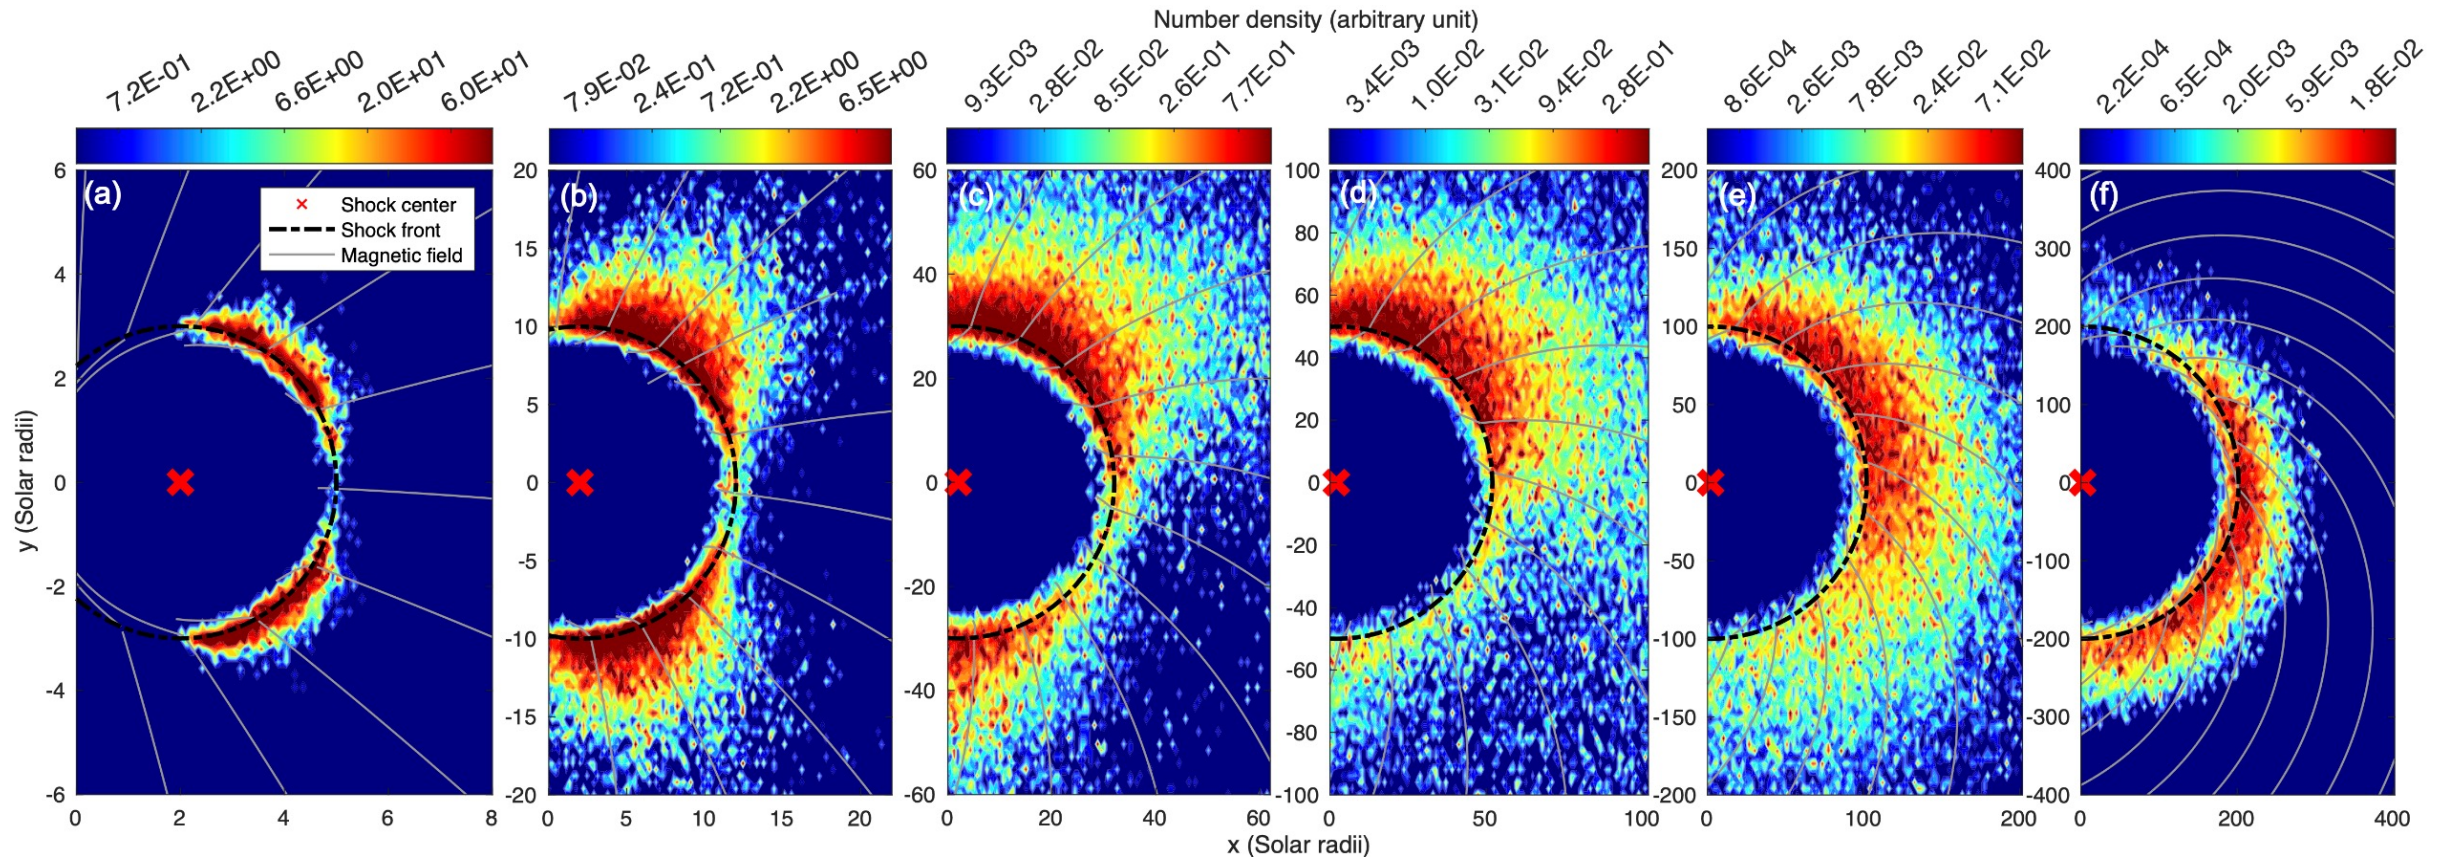 Number density (arbitrary unit)
7.2E-01 2.2E+00 6.6E+00 2.0E+01 6.0E+01
7.9E-02 2.4E-01 7.2E-01 2.2E+00 6.5E+00
9.3E-03 2.8E-02 8.5E-02 2.6E-01 7.7E-01
3.4E-03 1.0E-02 3.1E-02 9.4E-02 2.8E-01
8.6E-04 2.6E-03 7.8E-03 2.4E-02 7.1E-02
2.2E-04 6.5E-04 2.0E-03 5.9E-03 1.8E-02
y (Solar radii)
(a)
Shock center
Shock front
Magnetic field
6
4
2
0
-2
-4
-6
0 2 4 6 8
(b)
20
15
10
5
0
-5
-10
-15
-20
0 5 10 15 20
(c)
60
40
20
0
-20
-40
-60
0 20 40 60
(d)
100
80
60
40
20
0
-20
-40
-60
-80
-100
0 50 100
(e)
200
150
100
50
0
-50
-100
-150
-200
0 100 200
(f)
400
300
200
100
0
-100
-200
-300
-400
0 200 400
x (Solar radii)